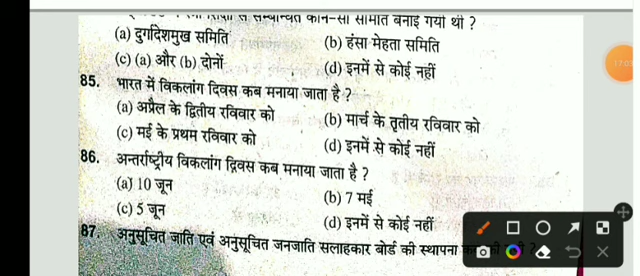 से सम्बन्धित कौन-सी समिति बनाई गयी थी ?
(a) दुर्गादेशमुख समिति (b) हंसा मेहता समिति
(c) (a) और (b) दोनों (d) इनमें से कोई नहीं
85. भारत में विकलांग दिवस कब मनाया जाता है ?
(a) अप्रैल के द्वितीय रविवार को (b) मार्च के तृतीय रविवार को
(c) मई के प्रथम रविवार को (d) इनमें से कोई नहीं
86. अन्तर्राष्ट्रीय विकलांग दिवस कब मनाया जाता है ?
(a) 10 जून (b) 7 मई
(c) 5 जून (d) इनमें से कोई नहीं
87. अनुसूचित जाति एवं अनुसूचित जनजाति सलाहकार बोर्ड की स्थापना